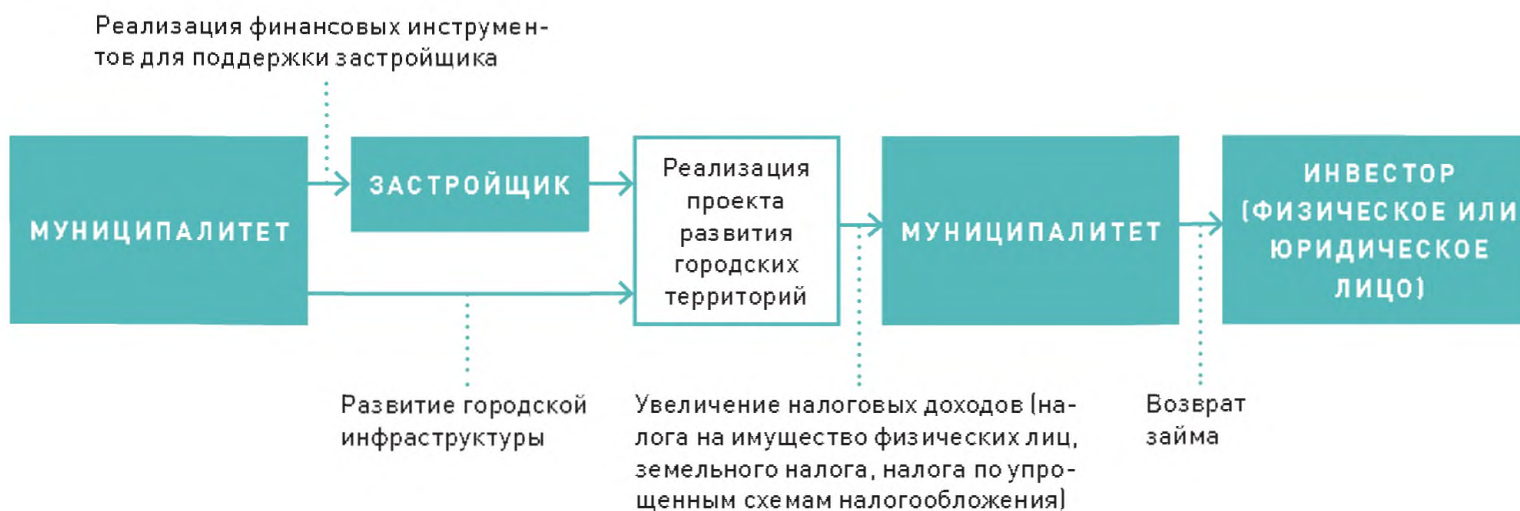 Реализация финансовых инструмен-
тов для поддержки застройщика
МУНИЦИПАЛИТЕТ
ЗАСТРОЙЩИК
Реализация
проекта
развития
городских
территорий
МУНИЦИПАЛИТЕТ
ИНВЕСТОР
(ФИЗИЧЕСКОЕ ИЛИ
ЮРИДИЧЕСКОЕ
ЛИЦО)
Развитие городской
инфраструктуры
Увеличение налоговых доходов (на-
лога на имущество физических лиц,
земельного налога, налога по упро-
щенным схемам налогообложения)
Возврат
займа